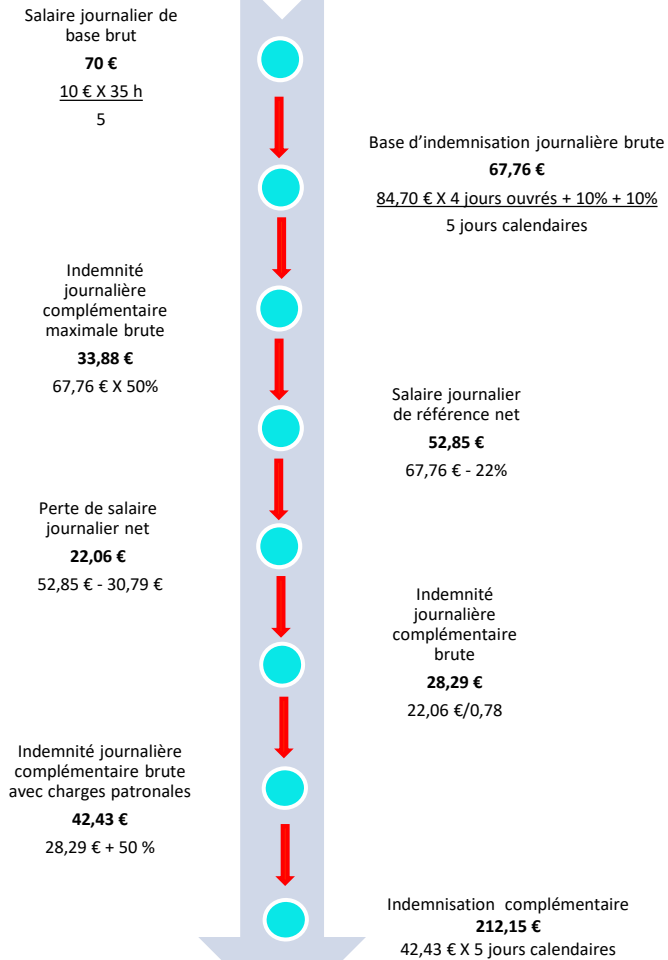 Salaire journalier de
base brut
70 €
10 € X 35 h
5
Base d’indemnisation journalière brute
67,76 €
84,70 € X 4 jours ouvrés + 10% + 10%
5 jours calendaires
Indemnité
journalière
complémentaire
maximale brute
33,88 €
67,76 € X 50%
Salaire journalier
de référence net
52,85 €
67,76 € - 22%
Perte de salaire
journalier net
22,06 €
52,85 € - 30,79 €
Indemnité
journalière
complémentaire
brute
28,29 €
22,06 €/0,78
Indemnité journalière
complémentaire brute
avec charges patronales
42,43 €
28,29 € + 50 %
Indemnisation complémentaire
212,15 €
42,43 € X 5 jours calendaires